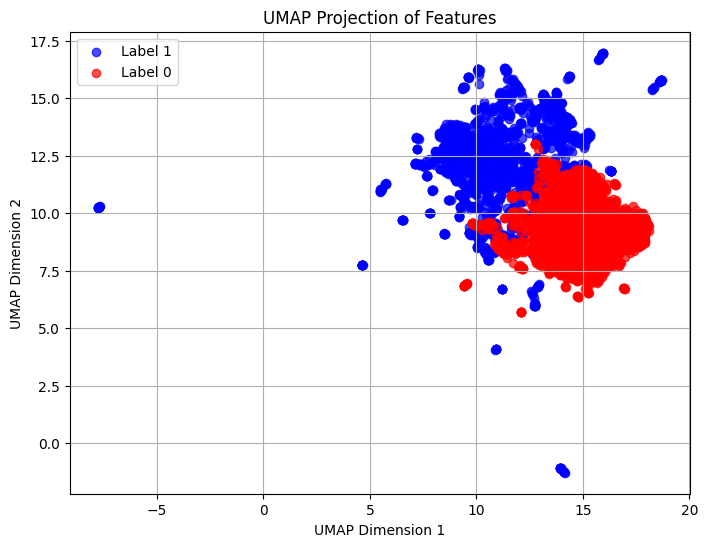 UMAP Projection of Features
Label 1
Label 0
17.5
15.0
12.5
10.0
7.5
5.0
2.5
0.0
−5
0
5
10
15
20
UMAP Dimension 1
UMAP Dimension 2